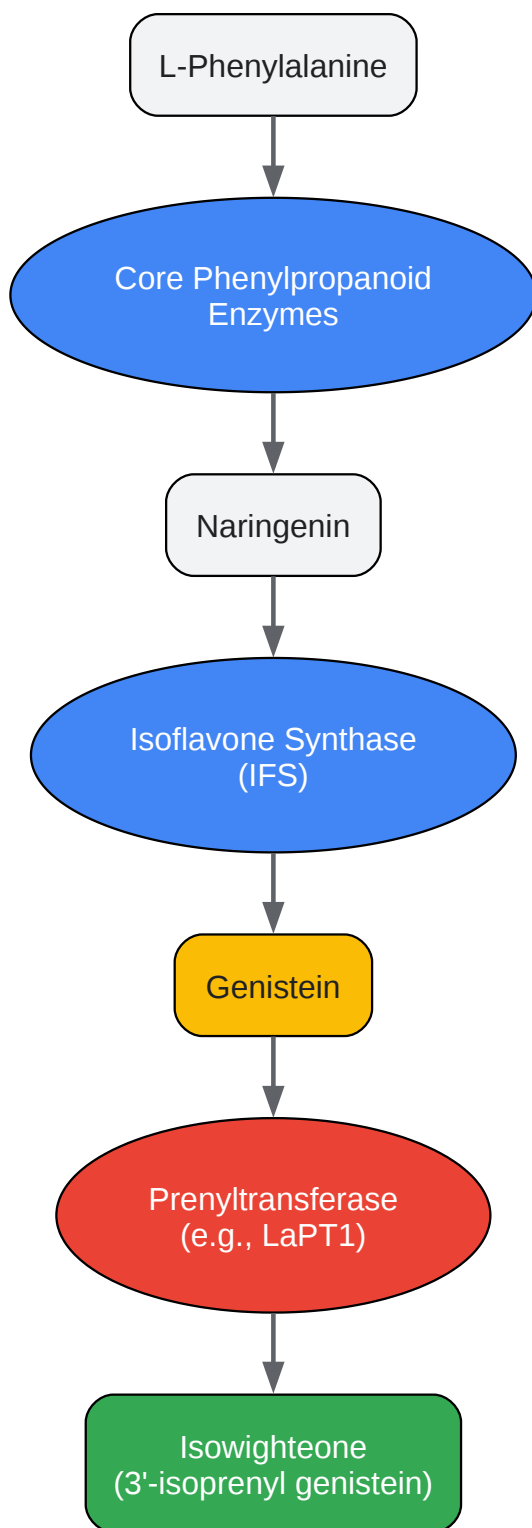 L-Phenylalanine
Core Phenylpropanoid
Enzymes
Naringenin
Isoflavone Synthase
(IFS)
Genistein
Prenyltransferase
(e.g., LaPT1)
Isowighteone
(3'-isoprenyl genistein)